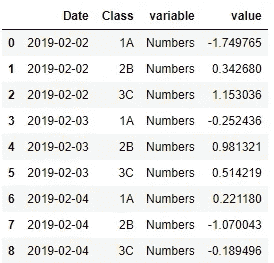 Date Class variable value
0 2019-02-02 1A Numbers -1.749765
1 2019-02-02 2B Numbers 0.342680
2 2019-02-02 3C Numbers 1.153036
3 2019-02-03 1A Numbers -0.252436
4 2019-02-03 2B Numbers 0.981321
5 2019-02-03 3C Numbers 0.514219
6 2019-02-04 1A Numbers 0.221180
7 2019-02-04 2B Numbers -1.070043
8 2019-02-04 3C Numbers -0.189496